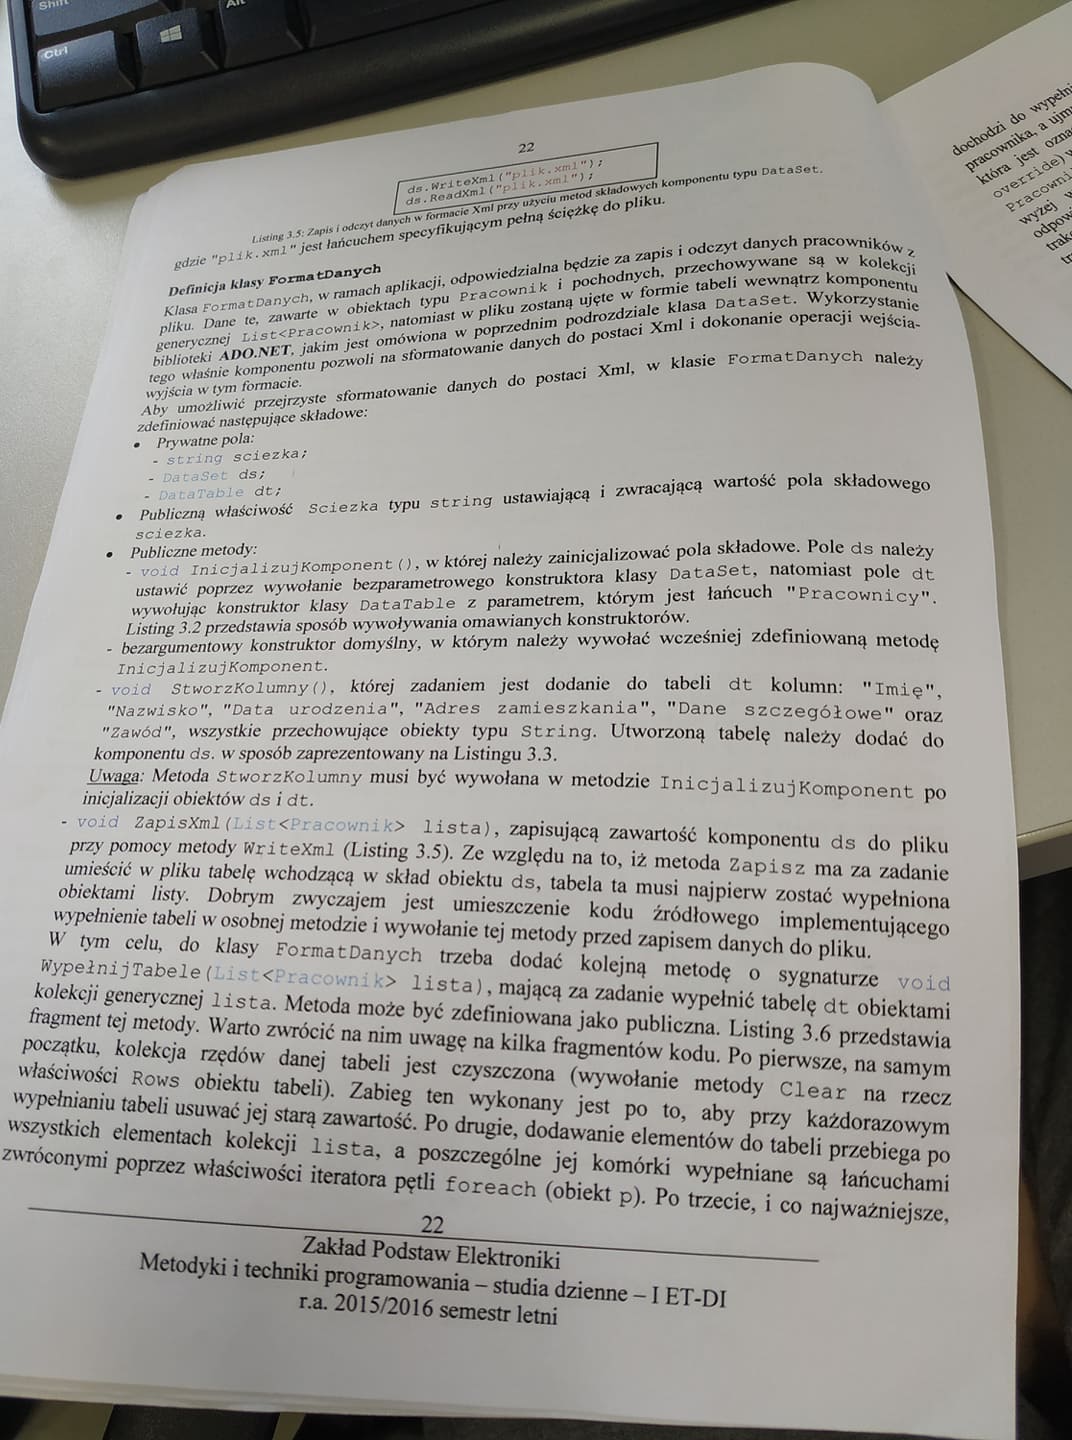 Shift
Alt
Ctrl
22
ds.WriteXml("plik.xml");
ds.ReadXml("plik.xml");
Listing 3.5: Zapis i odczyt danych w formacie Xml przy użyciu metod składowych komponentu typu DataSet.
gdzie "plik.xml" jest łańcuchem specyfikującym pełną ścieżkę do pliku.
Definicja klasy FormatDanych
Klasa FormatDanych, w ramach aplikacji, odpowiedzialna będzie za zapis i odczyt danych pracowników z
pliku. Dane te, zawarte w obiektach typu Pracownik i pochodnych, przechowywane są w kolekcji
generycznej List<Pracownik>, natomiast w pliku zostaną ujęte w formie tabeli wewnątrz komponentu
biblioteki ADO.NET, jakim jest omówiona w poprzednim podrozdziale klasa DataSet. Wykorzystanie
tego właśnie komponentu pozwoli na sformatowanie danych do postaci Xml i dokonanie operacji wejścia-
wyjścia w tym formacie.
Aby umożliwić przejrzyste sformatowanie danych do postaci Xml, w klasie FormatDanych należy
zdefiniować następujące składowe:
• Prywatne pola:
- string sciezka;
- DataSet ds;
- DataTable dt;
• Publiczną właściwość Sciezka typu string ustawiającą i zwracającą wartość pola składowego
sciezka.
• Publiczne metody:
- void InicjalizujKomponent(), w której należy zainicjalizować pola składowe. Pole ds należy
ustawić poprzez wywołanie bezparametrowego konstruktora klasy DataSet, natomiast pole dt
wywołując konstruktor klasy DataTable z parametrem, którym jest łańcuch "Pracownicy".
Listing 3.2 przedstawia sposób wywoływania omawianych konstruktorów.
- bezargumentowy konstruktor domyślny, w którym należy wywołać wcześniej zdefiniowaną metodę
InicjalizujKomponent.
- void StworzKolumny(), której zadaniem jest dodanie do tabeli dt kolumn: "Imię",
"Nazwisko", "Data urodzenia", "Adres zamieszkania", "Dane szczegółowe" oraz
"Zawód", wszystkie przechowujące obiekty typu String. Utworzoną tabelę należy dodać do
komponentu ds. w sposób zaprezentowany na Listingu 3.3.
Uwaga: Metoda StworzKolumny musi być wywołana w metodzie InicjalizujKomponent po
inicjalizacji obiektów ds i dt.
- void ZapisXml(List<Pracownik> lista), zapisującą zawartość komponentu ds do pliku
przy pomocy metody WriteXml (Listing 3.5). Ze względu na to, iż metoda Zapisz ma za zadanie
umieścić w pliku tabelę wchodzącą w skład obiektu ds, tabela ta musi najpierw zostać wypełniona
obiektami listy. Dobrym zwyczajem jest umieszczenie kodu źródłowego implementującego
wypełnienie tabeli w osobnej metodzie i wywołanie tej metody przed zapisem danych do pliku.
W tym celu, do klasy FormatDanych trzeba dodać kolejną metodę o sygnaturze void
WypełnijTabele(List<Pracownik> lista), mającą za zadanie wypełnić tabelę dt obiektami
kolekcji generycznej lista. Metoda może być zdefiniowana jako publiczna. Listing 3.6 przedstawia
fragment tej metody. Warto zwrócić na nim uwagę na kilka fragmentów kodu. Po pierwsze, na samym
początku, kolekcja rzędów danej tabeli jest czyszczona (wywołanie metody Clear na rzecz
właściwości Rows obiektu tabeli). Zabieg ten wykonany jest po to, aby przy każdorazowym
wypełnianiu tabeli usuwać jej starą zawartość. Po drugie, dodawanie elementów do tabeli przebiega po
wszystkich elementach kolekcji lista, a poszczególne jej komórki wypełniane są łańcuchami
zwróconymi poprzez właściwości iteratora pętli foreach (obiekt p). Po trzecie, i co najważniejsze,
22
Zakład Podstaw Elektroniki
Metodyki i techniki programowania – studia dzienne – I ET-DI
r.a. 2015/2016 semestr letni
dochodzi do wypełni
pracownika, a ujm
która jest ozna
override) w
Pracowni
wyżej
odpow
trak